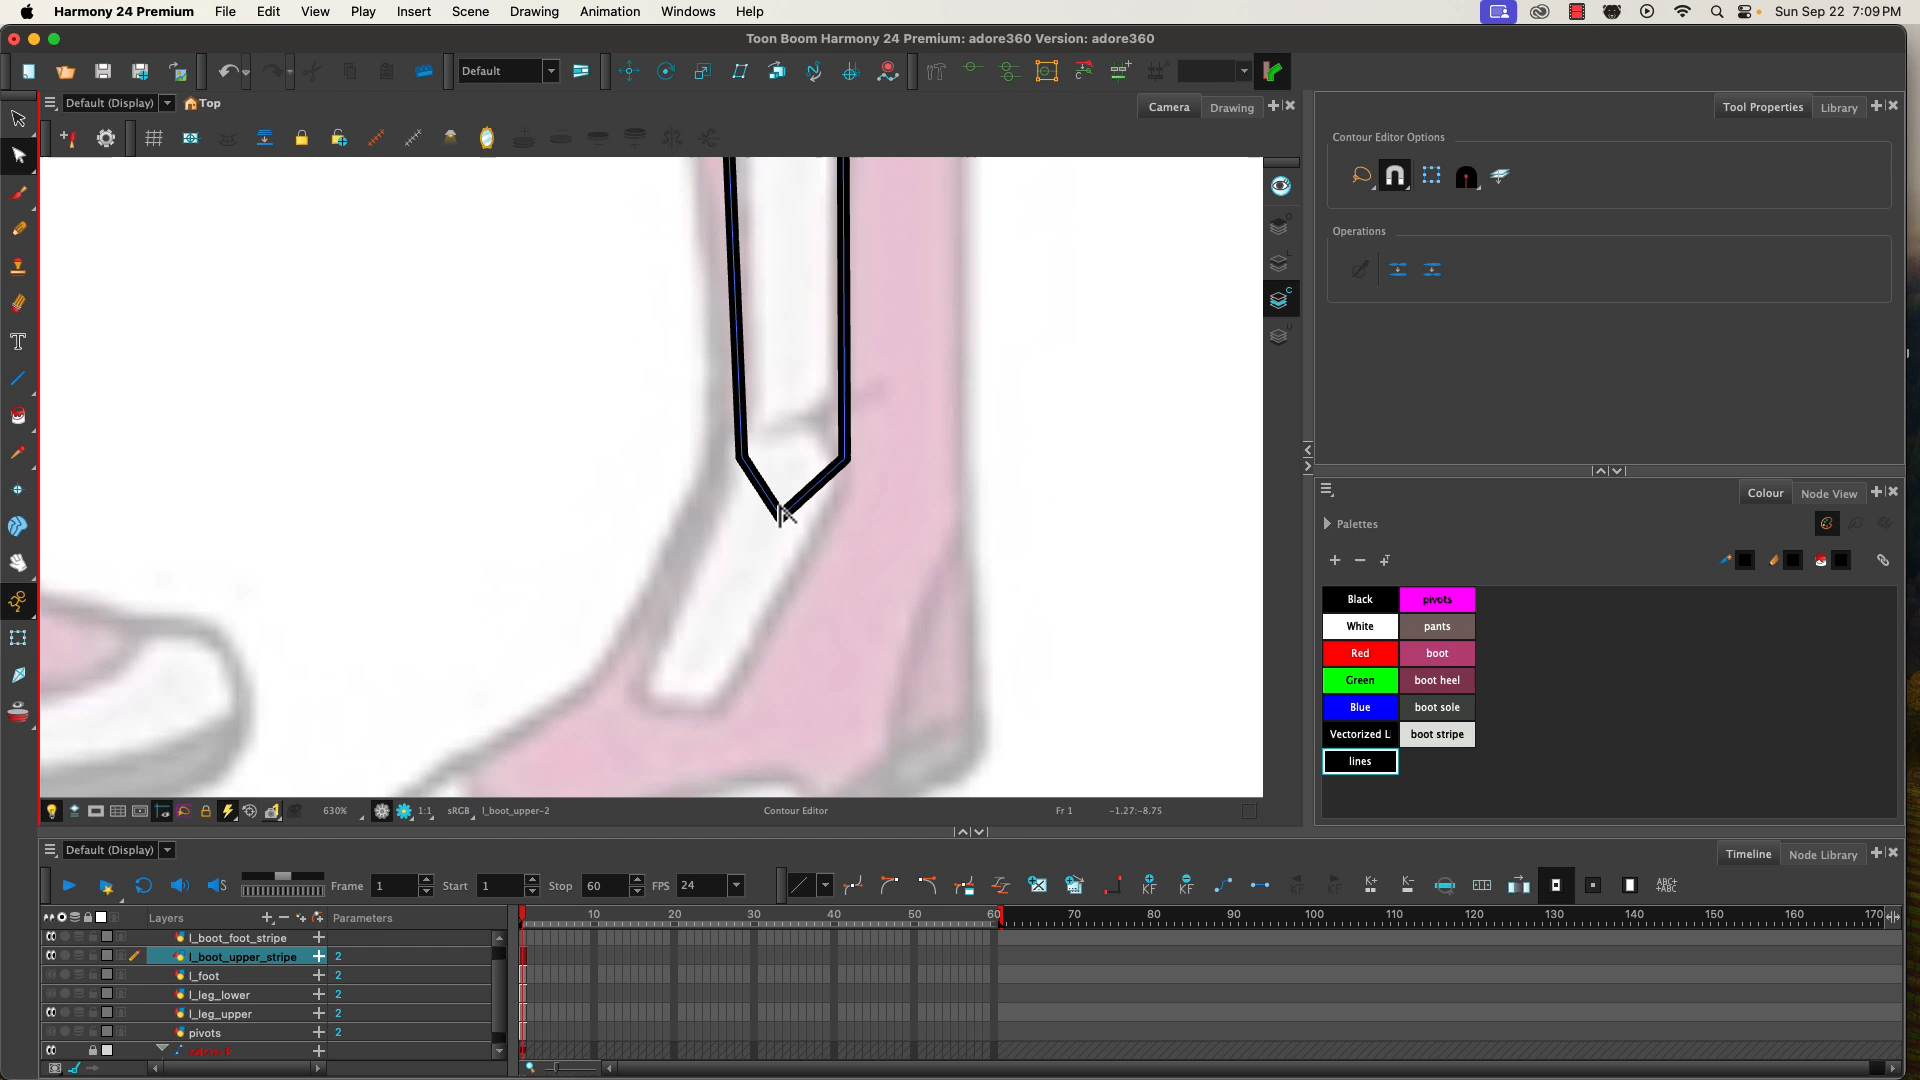 Harmony 24 Premium File Edit View Play Insert Scene Drawing Animation Windows Help Sun Sep 22 7:09 PM
Toon Boom Harmony 24 Premium: adore360 Version: adore360
Default
Default (Display) Top Camera Drawing
Tool Properties Library
Contour Editor Options
Operations
Colour Node View
Palettes
Black pivots
White pants
Red boot
Green boot heel
Blue boot sole
Vectorized L boot stripe
lines
630% 1:1 sRGB l_boot_upper-2 Contour Editor Fr 1 -1.27:-8.75
Default (Display) Timeline Node Library
Frame 1 Start 1 Stop 60 FPS 24 KF KF KF KF K+ K- ABC+ +ABC
Layers Parameters 10 20 30 40 50 60 70 80 90 100 110 120 130 140 150 160 170
l_boot_foot_stripe
l_boot_upper_stripe 2
l_foot 2
l_leg_lower 2
l_leg_upper 2
pivots 2